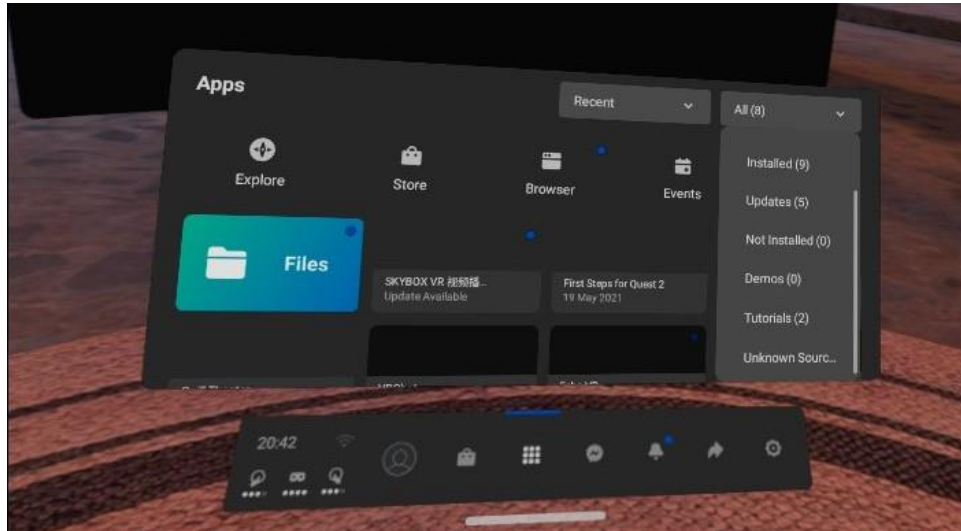 Apps
Recent
All (8)
Explore
Store
Browser
Events
Installed (9)
Updates (5)
Not Installed (0)
Demos (0)
Tutorials (2)
Unknown Sourc...
Files
SKYBOX VR 视频播...
Update Available
First Steps for Quest 2
19 May 2021
20:42